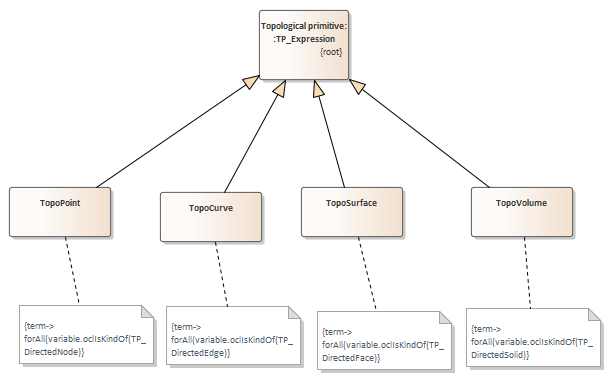 Topological primitive:
:TP_Expression
{root}
TopoPoint
TopoCurve
TopoSurface
TopoVolume
{term->
forAll(variable.oclIsKindOf(TP_
DirectedNode)}
{term->
forAll(variable.oclIsKindOf(TP_
DirectedEdge)}
{term->
forAll(variable.oclIsKindOf(TP_
DirectedFace)}
{term->
forAll(variable.oclIsKindOf(TP_
DirectedSolid)}